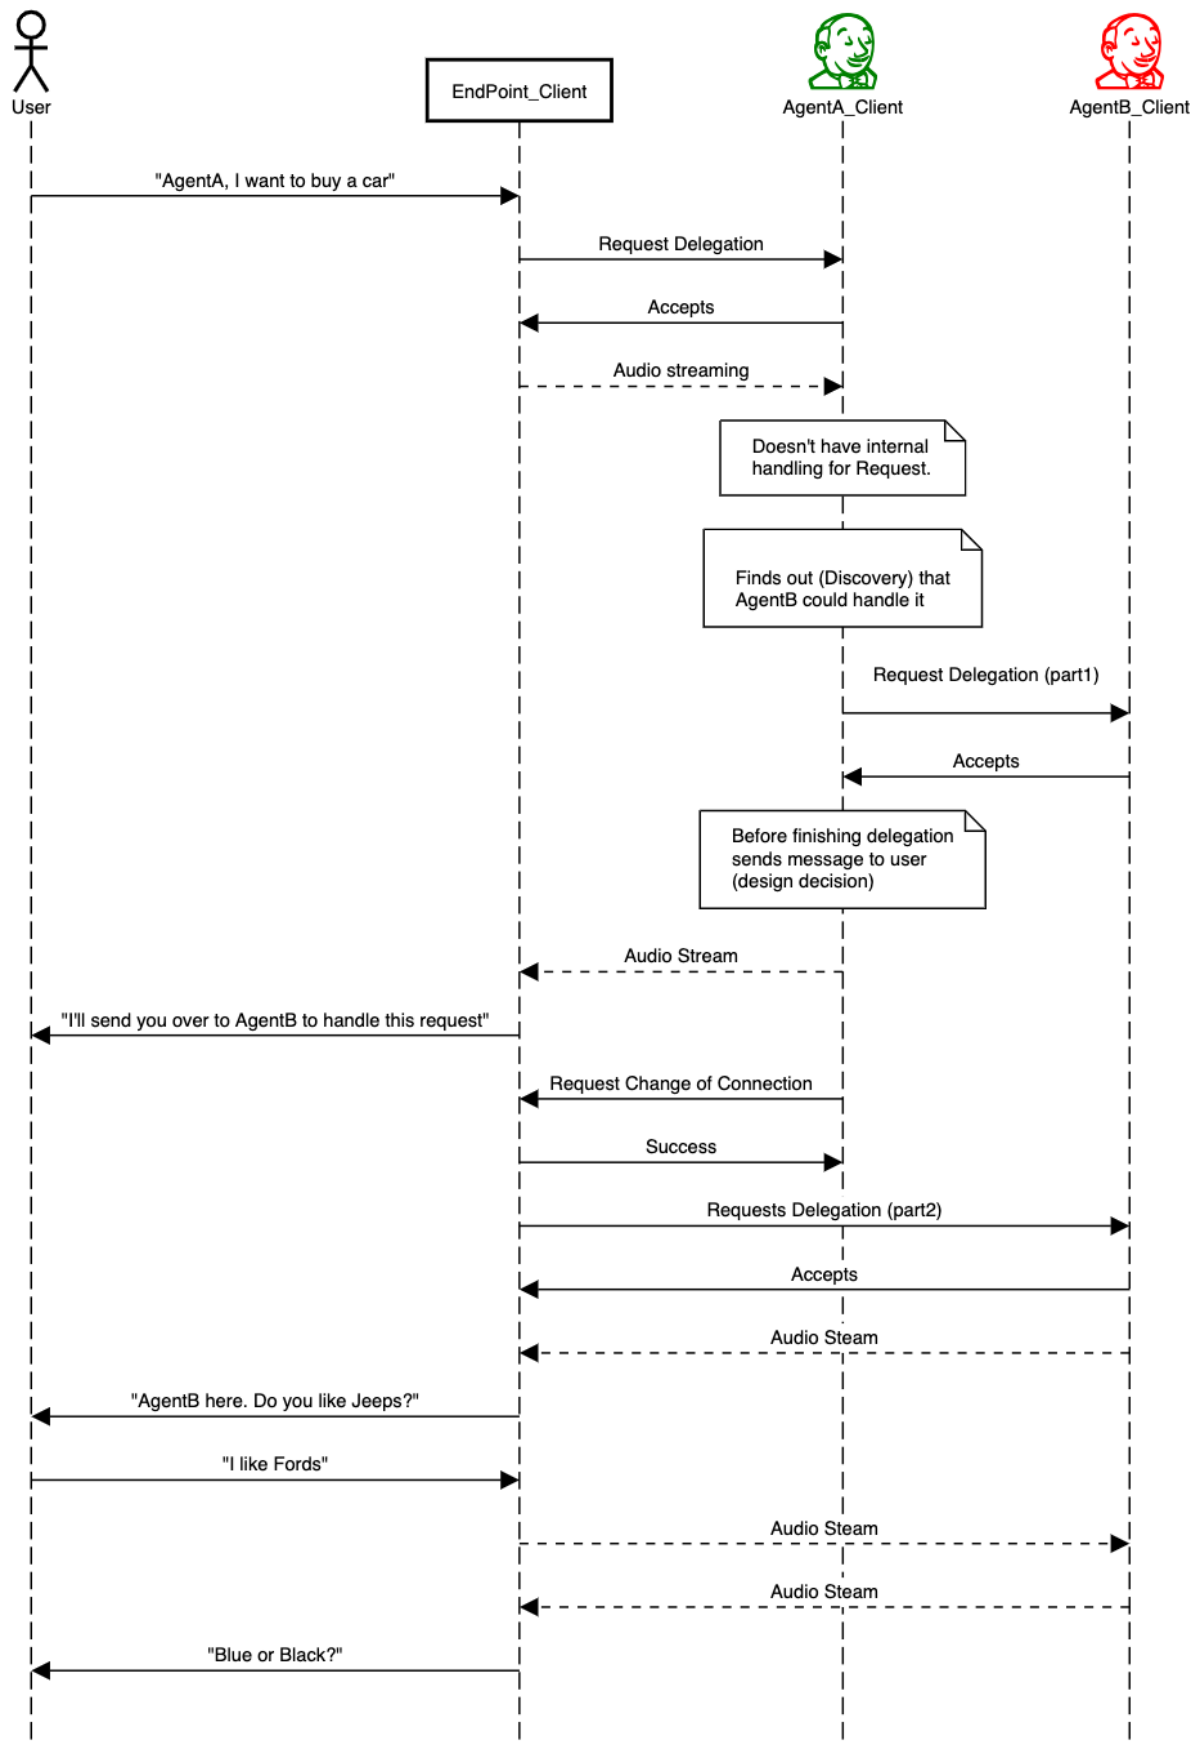 User
EndPoint_Client
AgentA_Client
AgentB_Client
"AgentA, I want to buy a car"
Request Delegation
Accepts
Audio streaming
Doesn't have internal
handling for Request.
Finds out (Discovery) that
AgentB could handle it
Request Delegation (part1)
Accepts
Before finishing delegation
sends message to user
(design decision)
Audio Stream
"I'll send you over to AgentB to handle this request"
Request Change of Connection
Success
Requests Delegation (part2)
Accepts
Audio Steam
"AgentB here. Do you like Jeeps?"
"I like Fords"
Audio Steam
Audio Steam
"Blue or Black?"